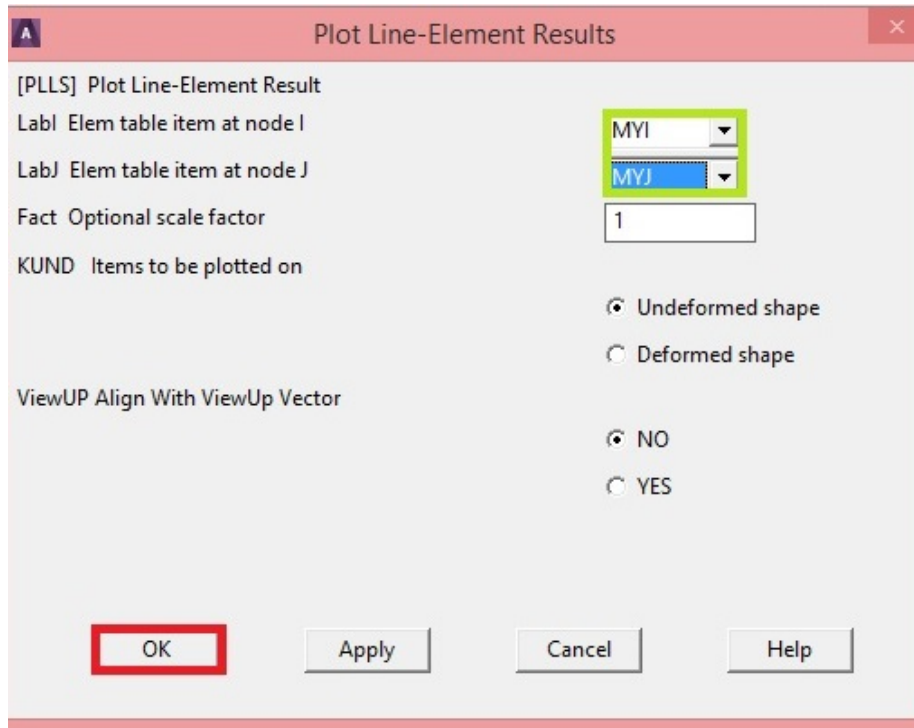 A Plot Line-Element Results ×
[PLLS] Plot Line-Element Result
LabI Elem table item at node I MYI
LabJ Elem table item at node J MYJ
Fact Optional scale factor 1
KUND Items to be plotted on
Undeformed shape
Deformed shape
ViewUP Align With ViewUp Vector
NO
YES
OK Apply Cancel Help